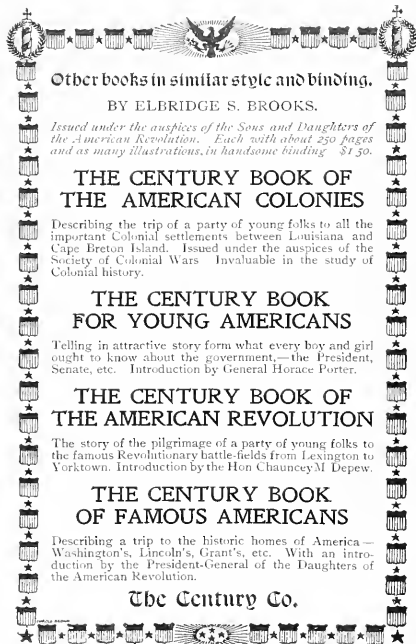 Other books in similar style and binding.
BY ELBRIDGE S. BROOKS.
Issued under the auspices of the Sons and Daughters of
the American Revolution. Each with about 250 pages
and as many illustrations, in handsome binding $1 50.
THE CENTURY BOOK OF
THE AMERICAN COLONIES
Describing the trip of a party of young folks to all the
important Colonial settlements between Louisiana and
Cape Breton Island. Issued under the auspices of the
Society of Colonial Wars Invaluable in the study of
Colonial history.
THE CENTURY BOOK
FOR YOUNG AMERICANS
Telling in attractive story form what every boy and girl
ought to know about the government,—the President,
Senate, etc. Introduction by General Horace Porter.
THE CENTURY BOOK OF
THE AMERICAN REVOLUTION
The story of the pilgrimage of a party of young folks to
the famous Revolutionary battle-fields from Lexington to
Yorktown. Introduction by the Hon Chauncey M Depew.
THE CENTURY BOOK
OF FAMOUS AMERICANS
Describing a trip to the historic homes of America—
Washington's, Lincoln's, Grant's, etc. With an intro-
duction by the President-General of the Daughters of
the American Revolution.
The Century Co.